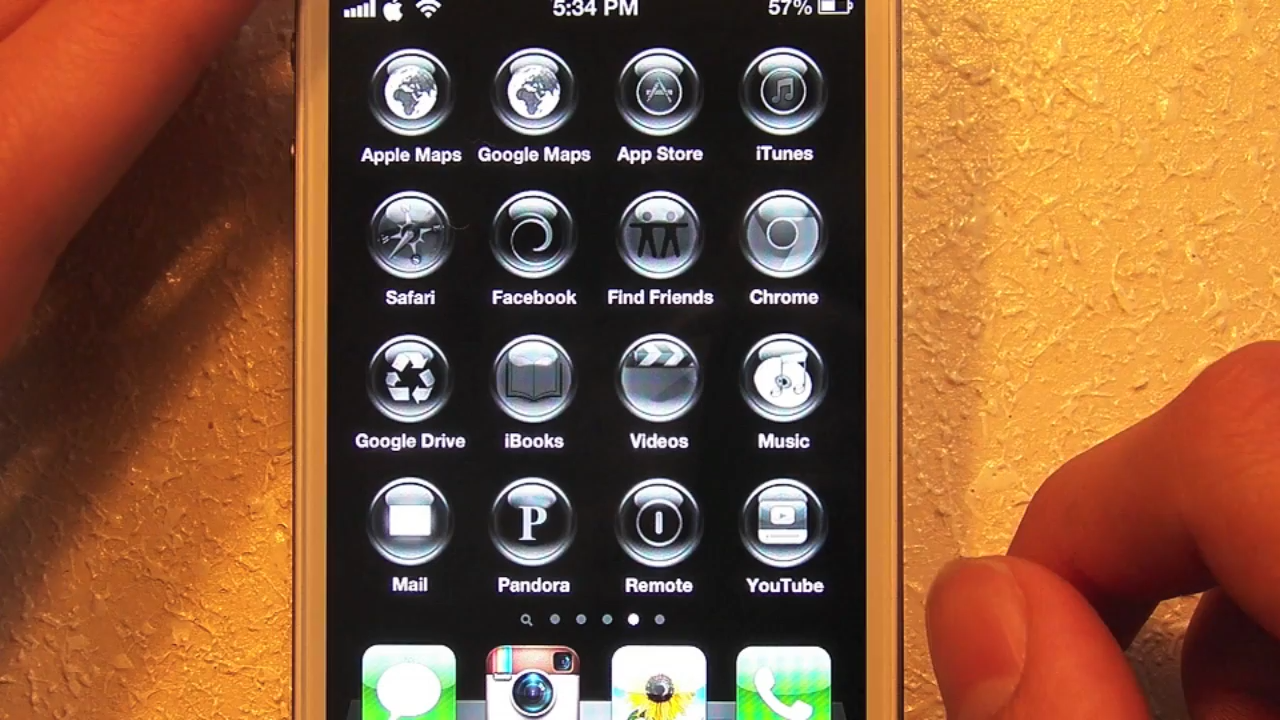 5:34 PM 57%
Apple Maps Google Maps App Store iTunes
Safari Facebook Find Friends Chrome
Google Drive iBooks Videos Music
P
Mail Pandora Remote YouTube